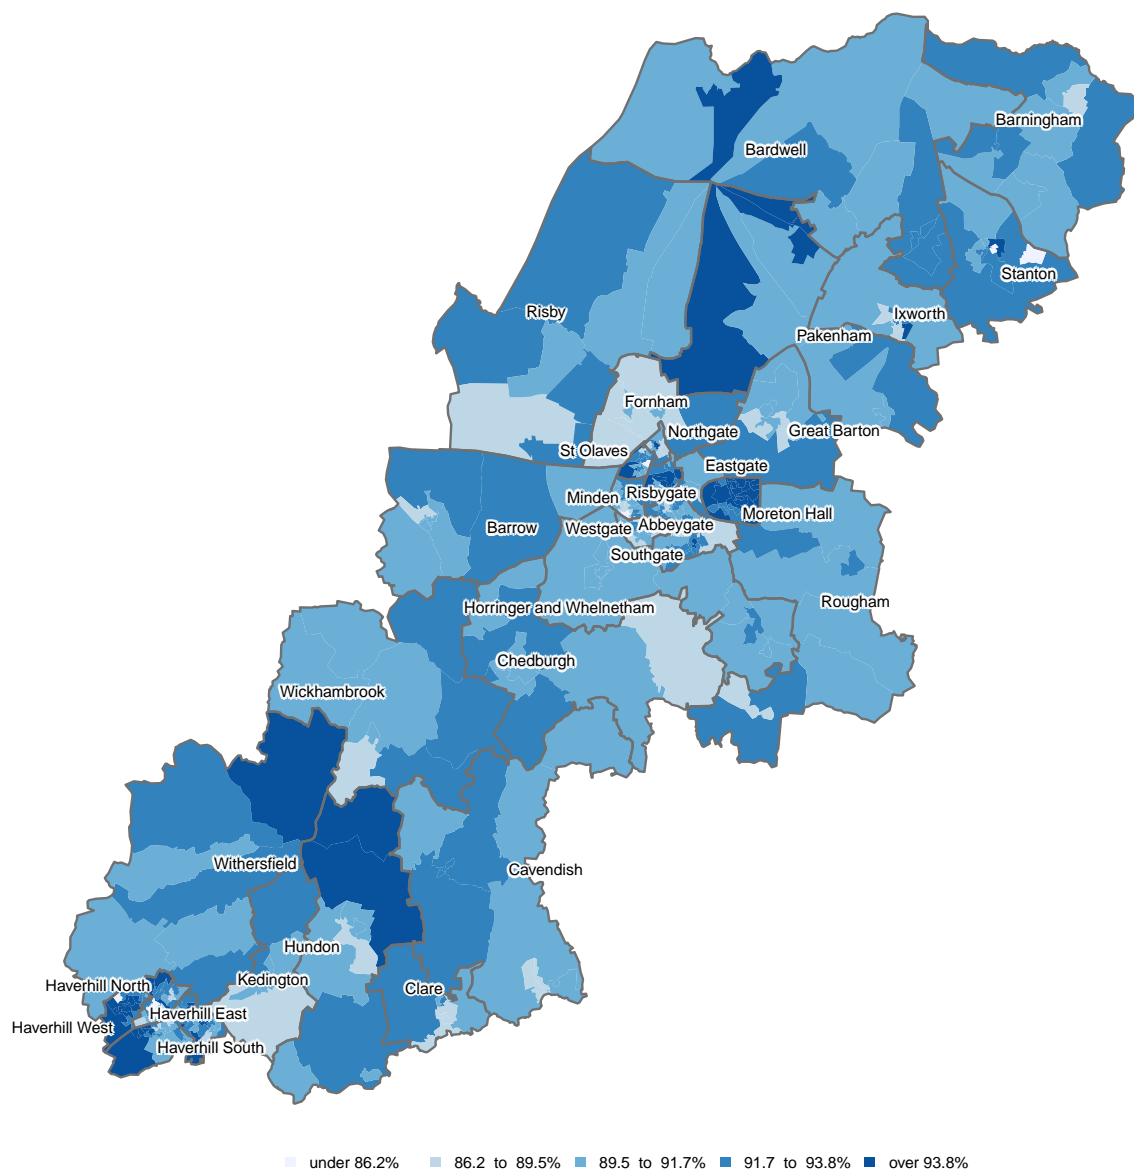 Barningham
Bardwell
Stanton
Risby
Ixworth
Pakenham
Fornham
Northgate
Great Barton
St Olaves
Eastgate
Minden
Risbygate
Moreton Hall
Barrow
Westgate
Abbeygate
Southgate
Horringer and Whelnetham
Rougham
Chedburgh
Wickhambrook
Withersfield
Cavendish
Hundon
Kedington
Haverhill North
Clare
Haverhill East
Haverhill West
Haverhill South
under 86.2% 86.2 to 89.5% 89.5 to 91.7% 91.7 to 93.8% over 93.8%